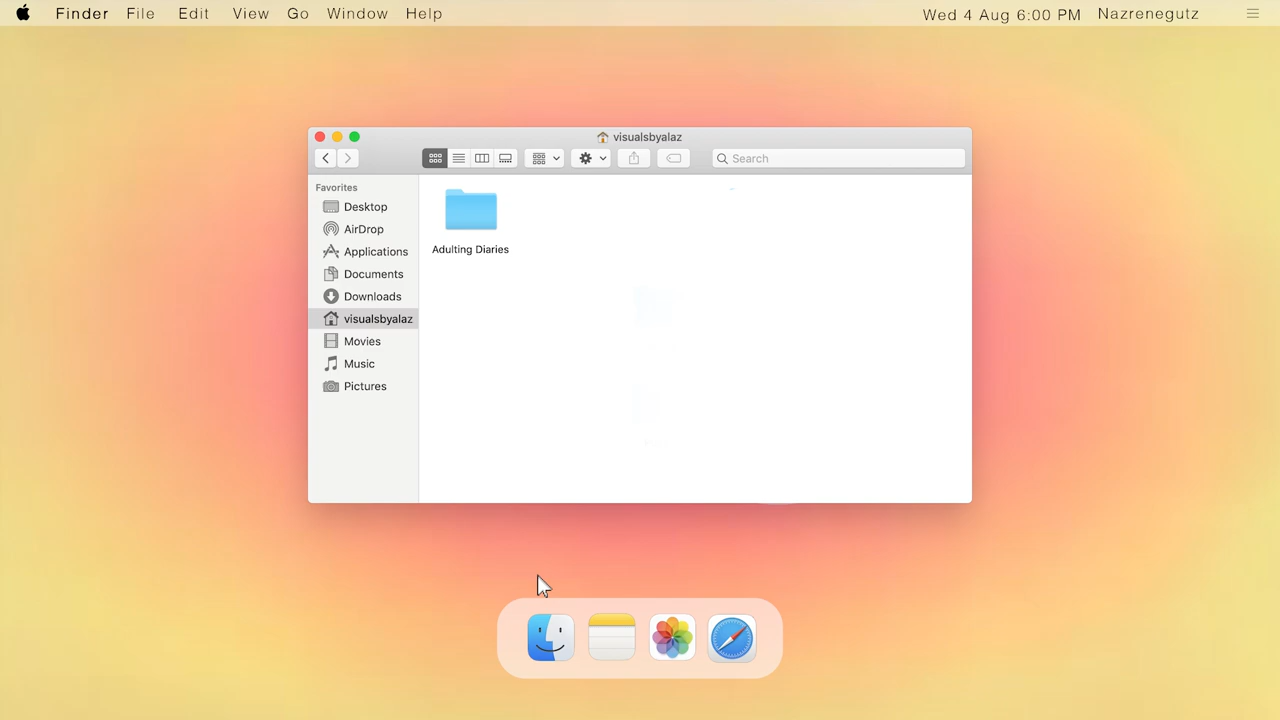 Finder File Edit View Go Window Help Wed 4 Aug 6:00 PM Nazrenegutz
visualsbyalaz
Search
Favorites
Desktop
AirDrop
Applications
Documents
Downloads
visualsbyalaz
Movies
Music
Pictures
Adulting Diaries